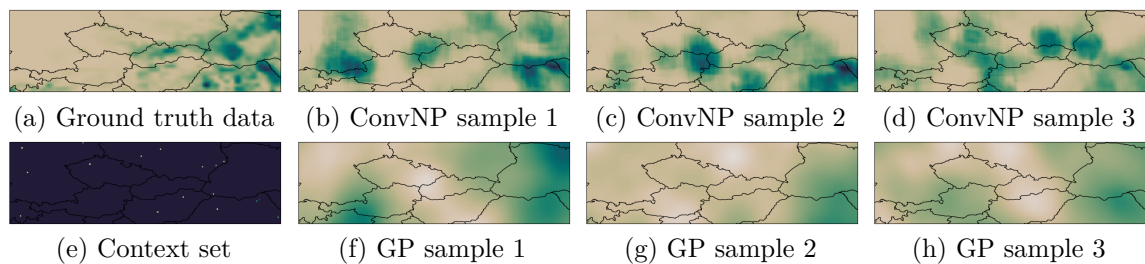 (a) Ground truth data
(b) ConvNP sample 1
(c) ConvNP sample 2
(d) ConvNP sample 3
(e) Context set
(f) GP sample 1
(g) GP sample 2
(h) GP sample 3